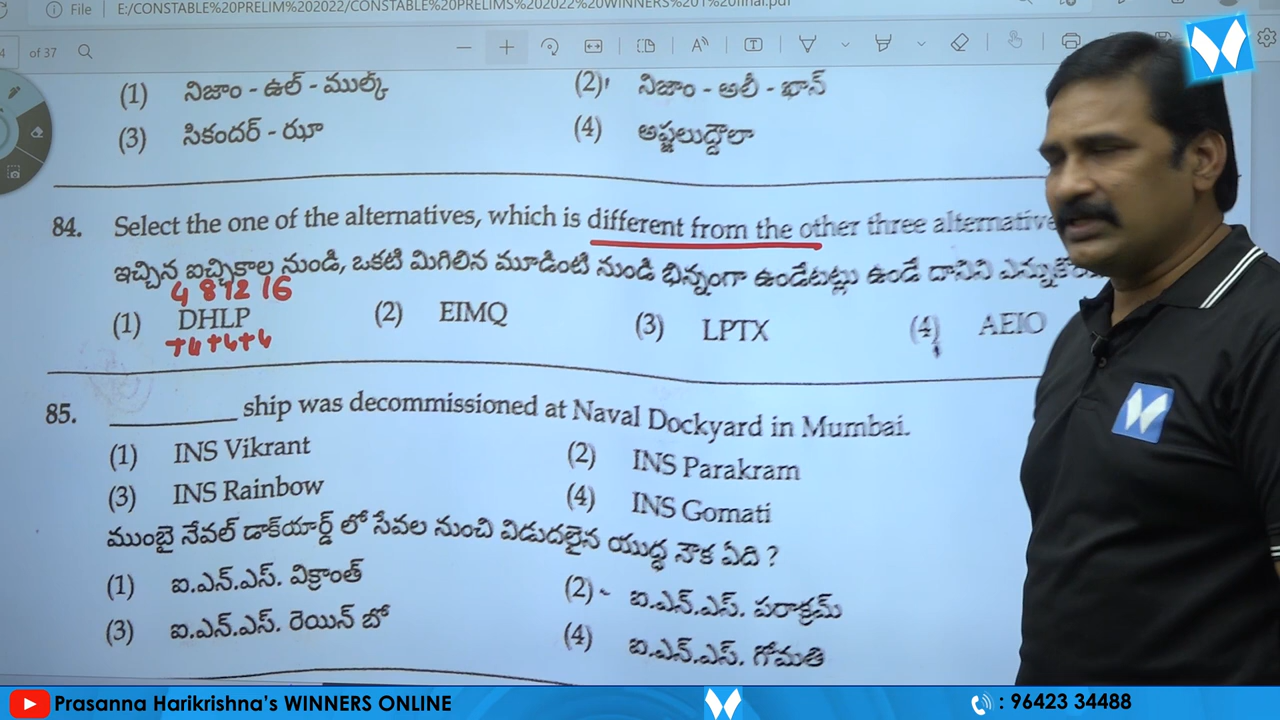 File E:/CONSTABLE%20PRELIM%202022/CONSTABLE%20PRELIMS%202022%20WINNERS%201%20final.pdf
4 of 37
(1) నిజాం - ఉల్ - ముల్క్ (2) నిజాం - అలీ - ఖాన్
(3) సికందర్ - ఝా (4) అఫ్జలుద్దౌలా
84. Select the one of the alternatives, which is different from the other three alternative
ఇచ్చిన ఐచ్ఛికాల నుండి, ఒకటి మిగిలిన మూడింటి నుండి భిన్నంగా ఉండేటట్లు ఉండే దానిని
4 8 12 16
(1) DHLP (2) EIMQ (3) LPTX (4) AEIO
+4 +4 +4
85. ________ ship was decommissioned at Naval Dockyard in Mumbai.
(1) INS Vikrant (2) INS Parakram
(3) INS Rainbow (4) INS Gomati
ముంబై నేవల్ డాక్‌యార్డ్ లో సేవల నుంచి విడుదలైన యుద్ధ నౌక ఏది ?
(1) ఐ.ఎన్.ఎస్. విక్రాంత్ (2) ఐ.ఎన్.ఎస్. పరాక్రమ్
(3) ఐ.ఎన్.ఎస్. రెయిన్ బో (4) ఐ.ఎన్.ఎస్. గోమతి
Prasanna Harikrishna's WINNERS ONLINE : 96423 34488